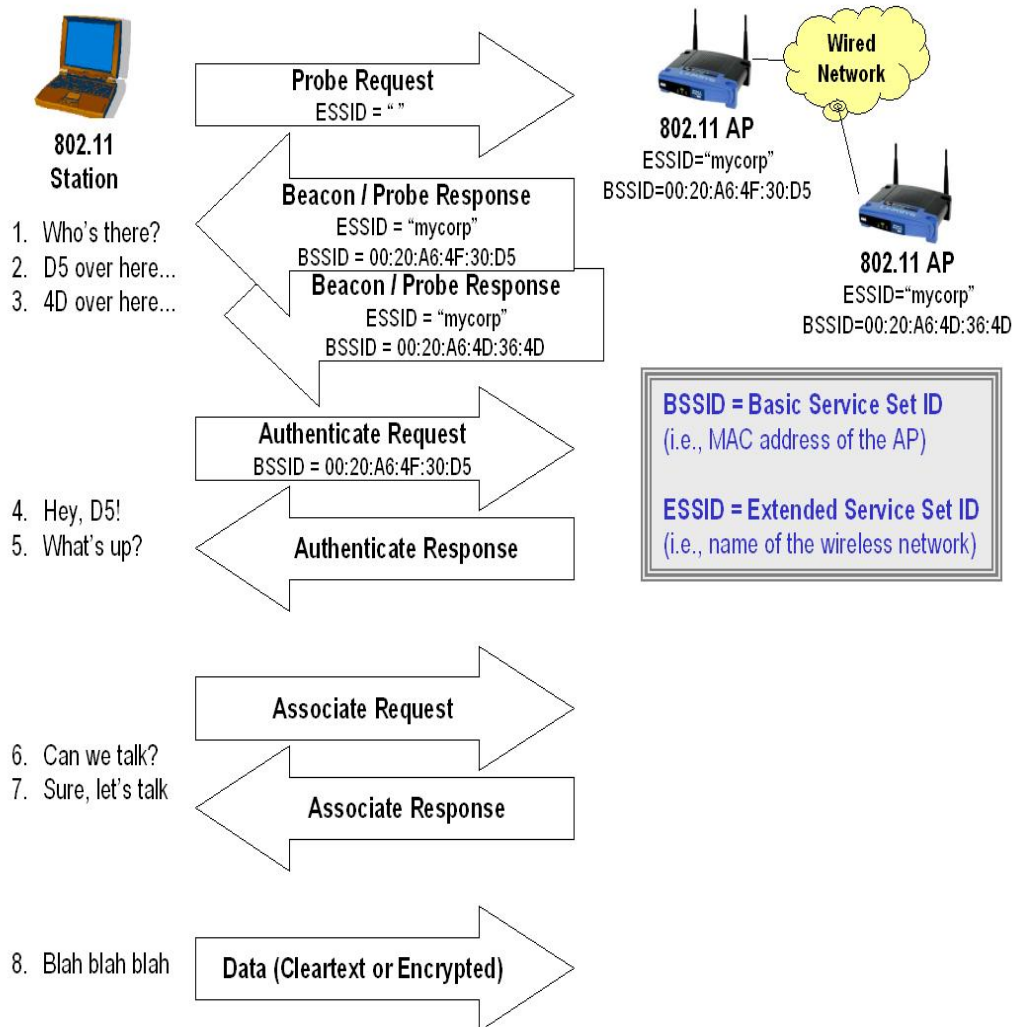 Probe Request
ESSID = “ ”
802.11
Station
802.11 AP
ESSID=“mycorp”
BSSID=00:20:A6:4F:30:D5
Wired
Network
802.11 AP
ESSID=“mycorp”
BSSID=00:20:A6:4D:36:4D
1. Who's there?
2. D5 over here...
3. 4D over here...
Beacon / Probe Response
ESSID = “mycorp”
BSSID = 00:20:A6:4F:30:D5
Beacon / Probe Response
ESSID = “mycorp”
BSSID = 00:20:A6:4D:36:4D
BSSID = Basic Service Set ID
(i.e., MAC address of the AP)
ESSID = Extended Service Set ID
(i.e., name of the wireless network)
Authenticate Request
BSSID = 00:20:A6:4F:30:D5
4. Hey, D5!
5. What's up?
Authenticate Response
Associate Request
6. Can we talk?
7. Sure, let's talk
Associate Response
8. Blah blah blah
Data (Cleartext or Encrypted)